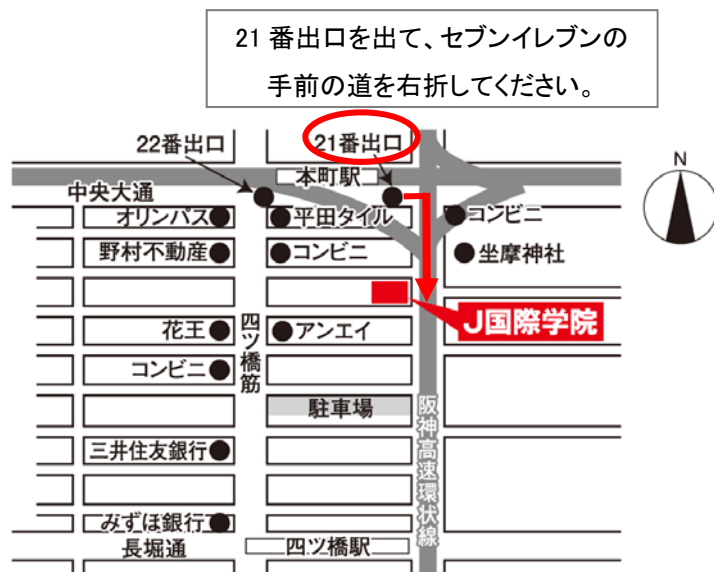 21 番出口を出て、セブンイレブンの
手前の道を右折してください。
22番出口
21番出口
N
本町駅
中央大通
オリンパス
平田タイル
コンビニ
野村不動産
コンビニ
坐摩神社
J国際学院
花王
四ツ橋筋
アンエイ
コンビニ
駐車場
阪神高速環状線
三井住友銀行
みずほ銀行
長堀通
四ツ橋駅